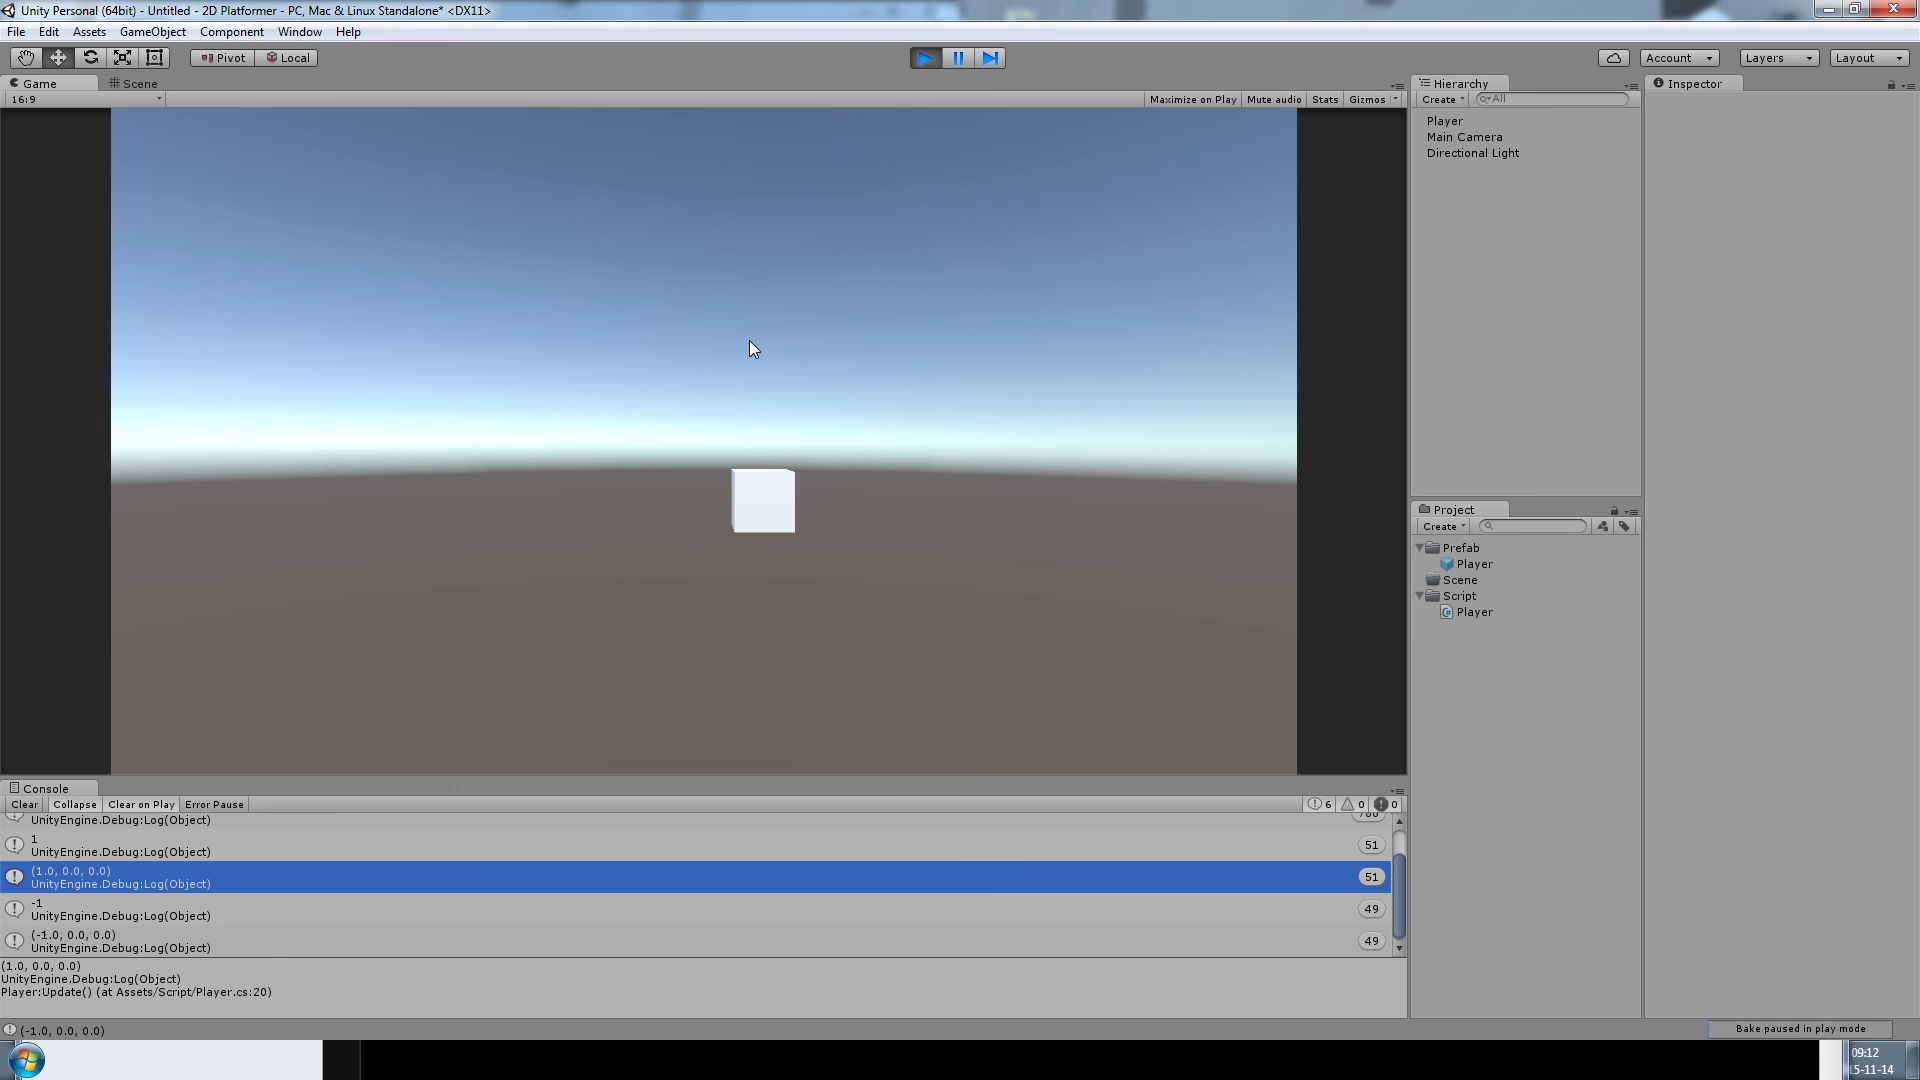 Unity Personal (64bit) - Untitled - 2D Platformer - PC, Mac & Linux Standalone* <DX11>
File Edit Assets GameObject Component Window Help
Pivot Local Account Layers Layout
Game Scene
16:9 Maximize on Play Mute audio Stats Gizmos
Hierarchy
Create All
Player
Main Camera
Directional Light
Inspector
Project
Create
Prefab
Player
Scene
Script
Player
Console
Clear Collapse Clear on Play Error Pause 6 0 0
UnityEngine.Debug:Log(Object)
1
UnityEngine.Debug:Log(Object) 51
(1.0, 0.0, 0.0)
UnityEngine.Debug:Log(Object) 51
-1
UnityEngine.Debug:Log(Object) 49
(-1.0, 0.0, 0.0)
UnityEngine.Debug:Log(Object) 49
(1.0, 0.0, 0.0)
UnityEngine.Debug:Log(Object)
Player:Update() (at Assets/Script/Player.cs:20)
(-1.0, 0.0, 0.0)
Bake paused in play mode
09:12
15-11-14